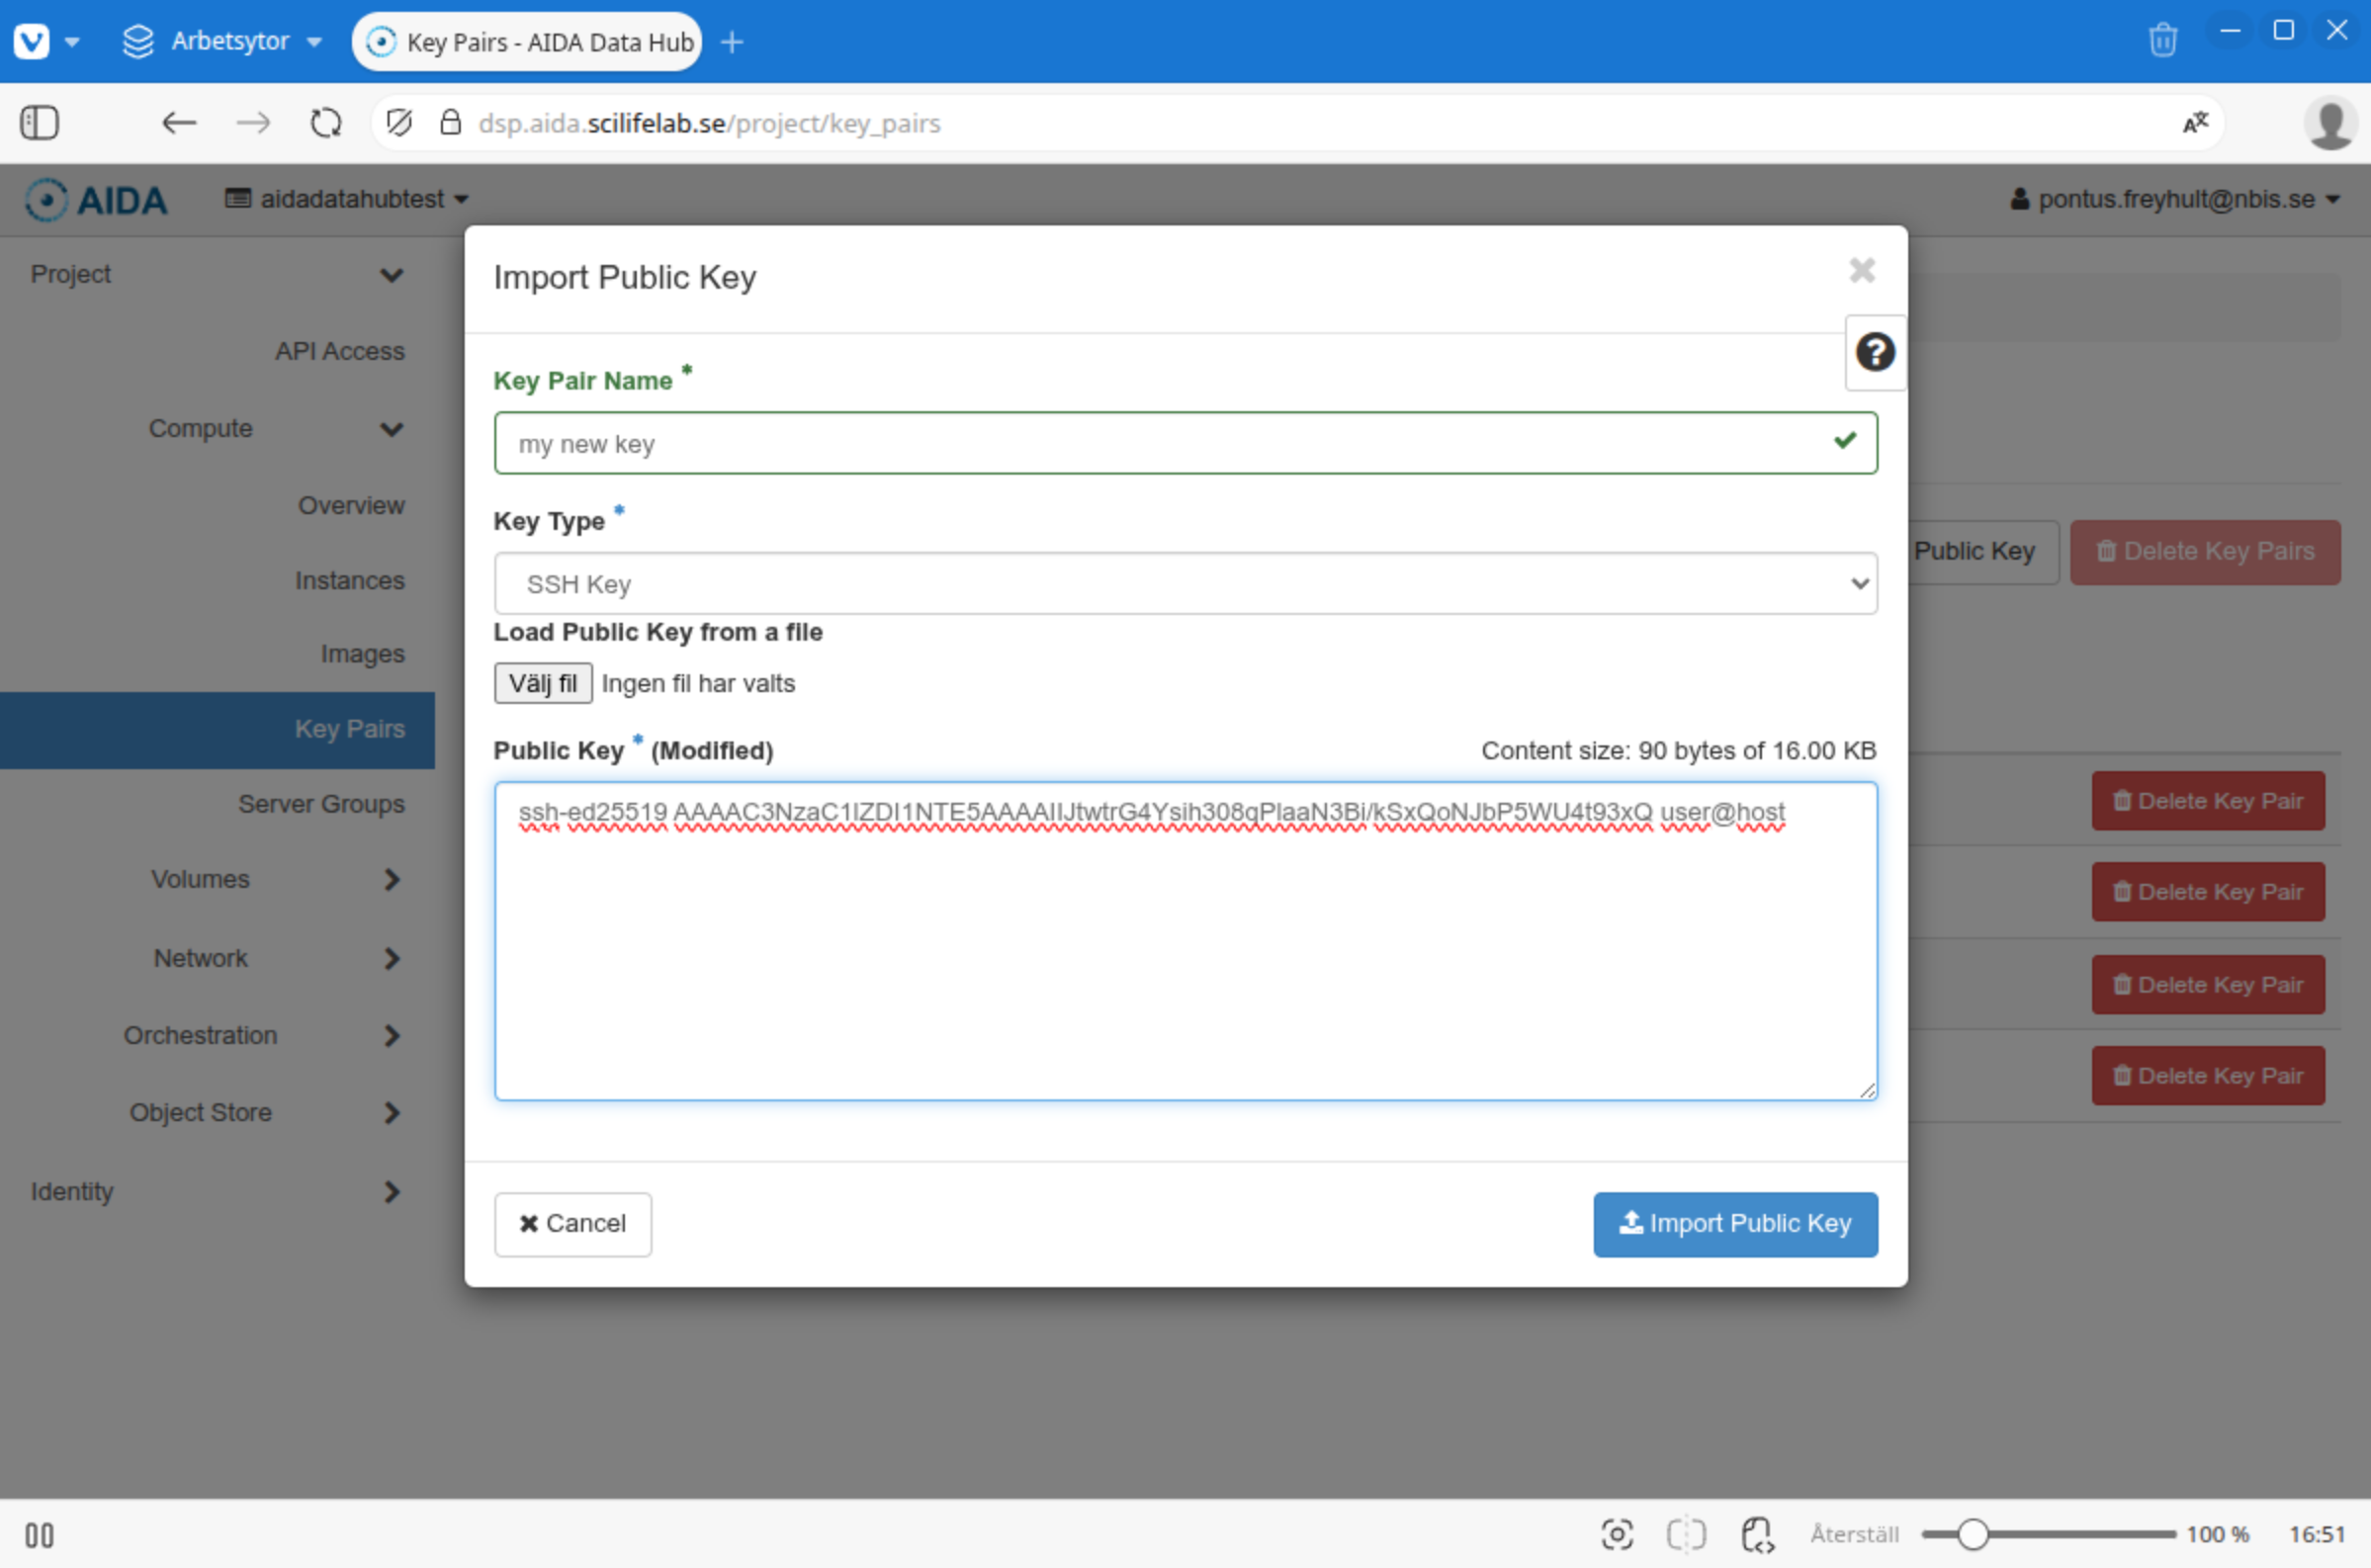 Arbetsytor
Key Pairs - AIDA Data Hub
dsp.aida.scilifelab.se/project/key_pairs
AIDA
aidadatahubtest
pontus.freyhult@nbis.se
Project
API Access
Compute
Overview
Instances
Images
Key Pairs
Server Groups
Volumes
Network
Orchestration
Object Store
Identity
Import Public Key
Key Pair Name *
my new key
Key Type *
SSH Key
Load Public Key from a file
Välj fil Ingen fil har valts
Public Key * (Modified)
Content size: 90 bytes of 16.00 KB
ssh-ed25519 AAAAC3NzaC1lZDI1NTE5AAAAIIJtwtrG4Ysih308qPlaaN3Bi/kSxQoNJbP5WU4t93xQ user@host
Cancel
Import Public Key
Public Key
Delete Key Pairs
Delete Key Pair
Delete Key Pair
Delete Key Pair
Delete Key Pair
Återställ
100 %
16:51